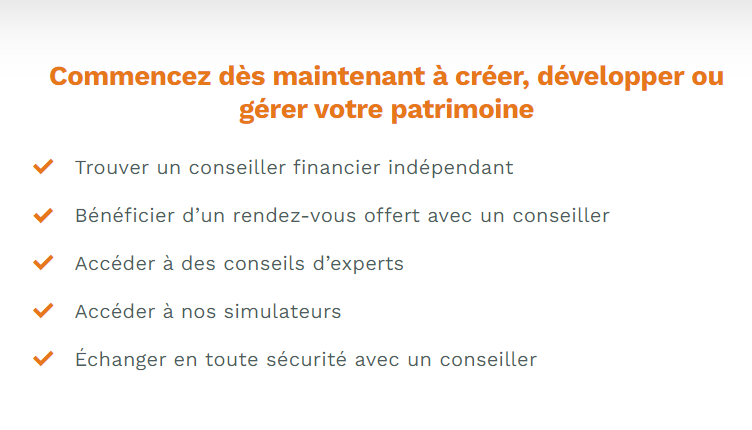 Commencez dès maintenant à créer, développer ou
gérer votre patrimoine
Trouver un conseiller financier indépendant
Bénéficier d’un rendez-vous offert avec un conseiller
Accéder à des conseils d’experts
Accéder à nos simulateurs
Échanger en toute sécurité avec un conseiller